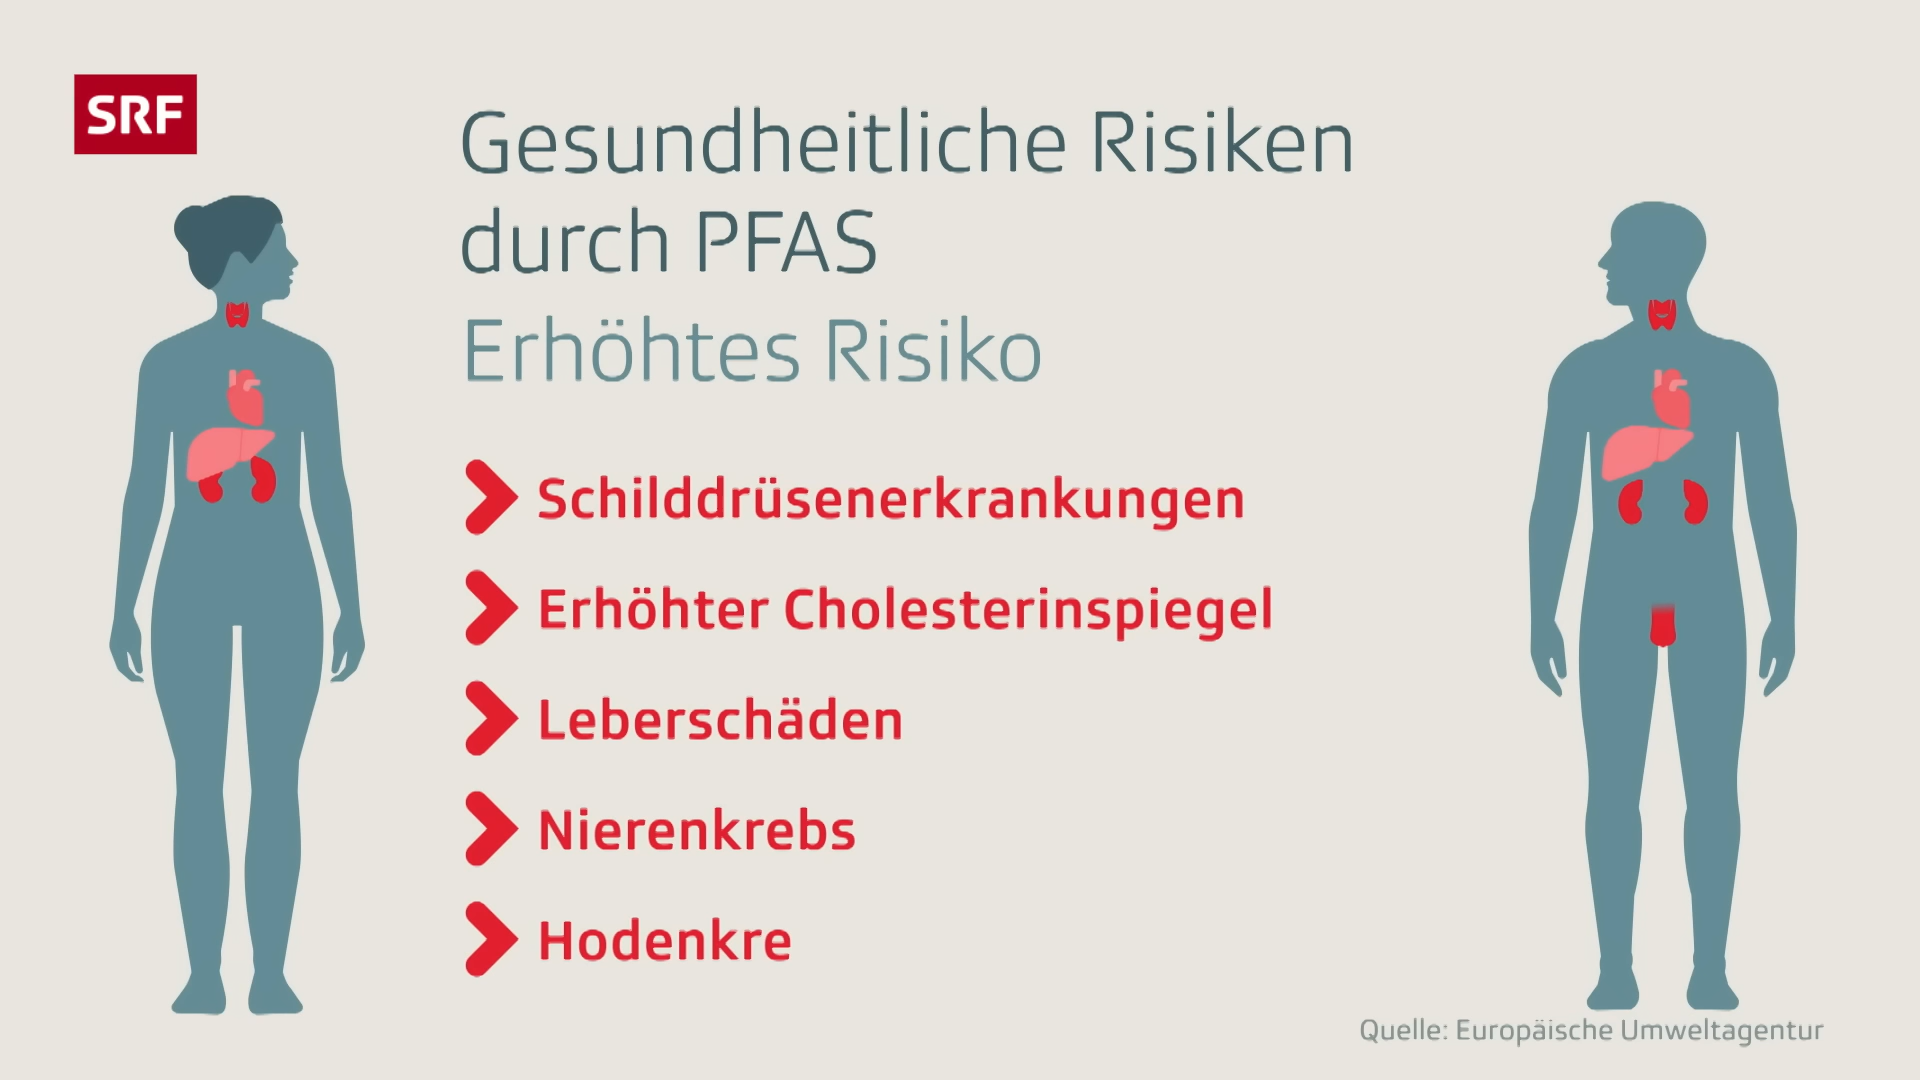 SRF
Gesundheitliche Risiken
durch PFAS
Erhöhtes Risiko
Schilddrüsenerkrankungen
Erhöhter Cholesterinspiegel
Leberschäden
Nierenkrebs
Hodenkre
Quelle: Europäische Umweltagentur